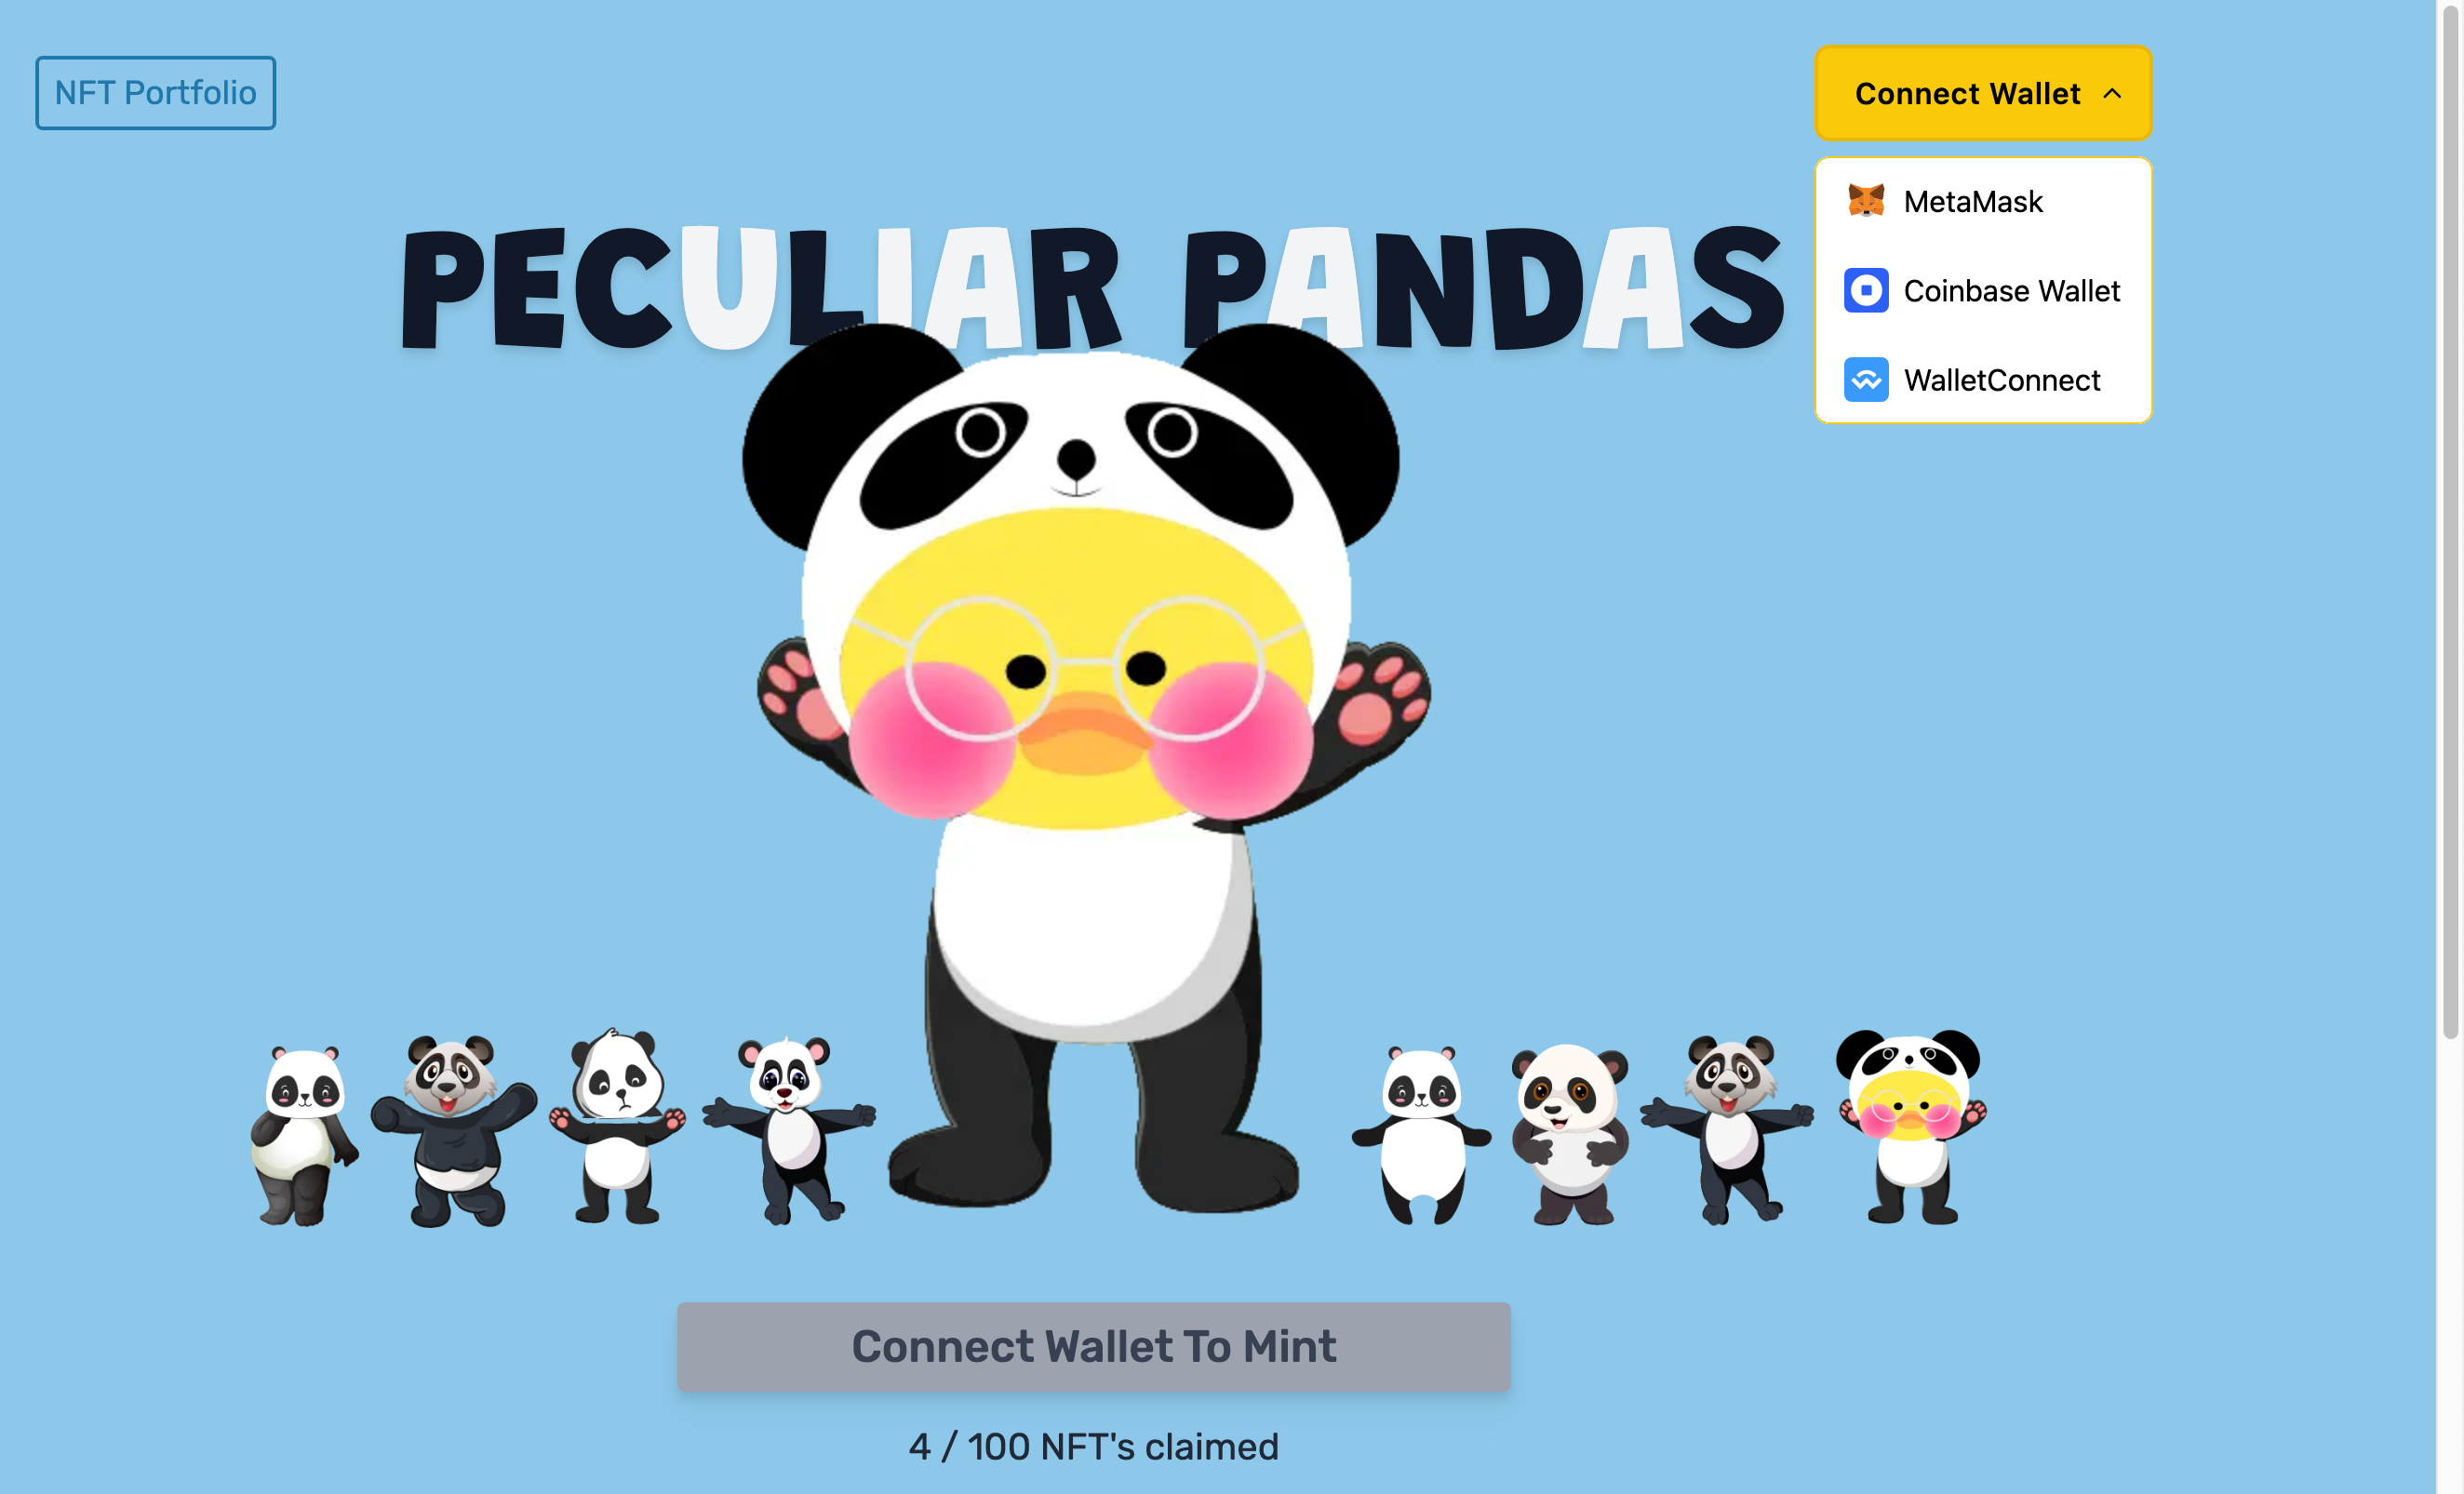 NFT Portfolio
Connect Wallet
MetaMask
Coinbase Wallet
WalletConnect
PECULIAR PANDAS
Connect Wallet To Mint
4 / 100 NFT's claimed